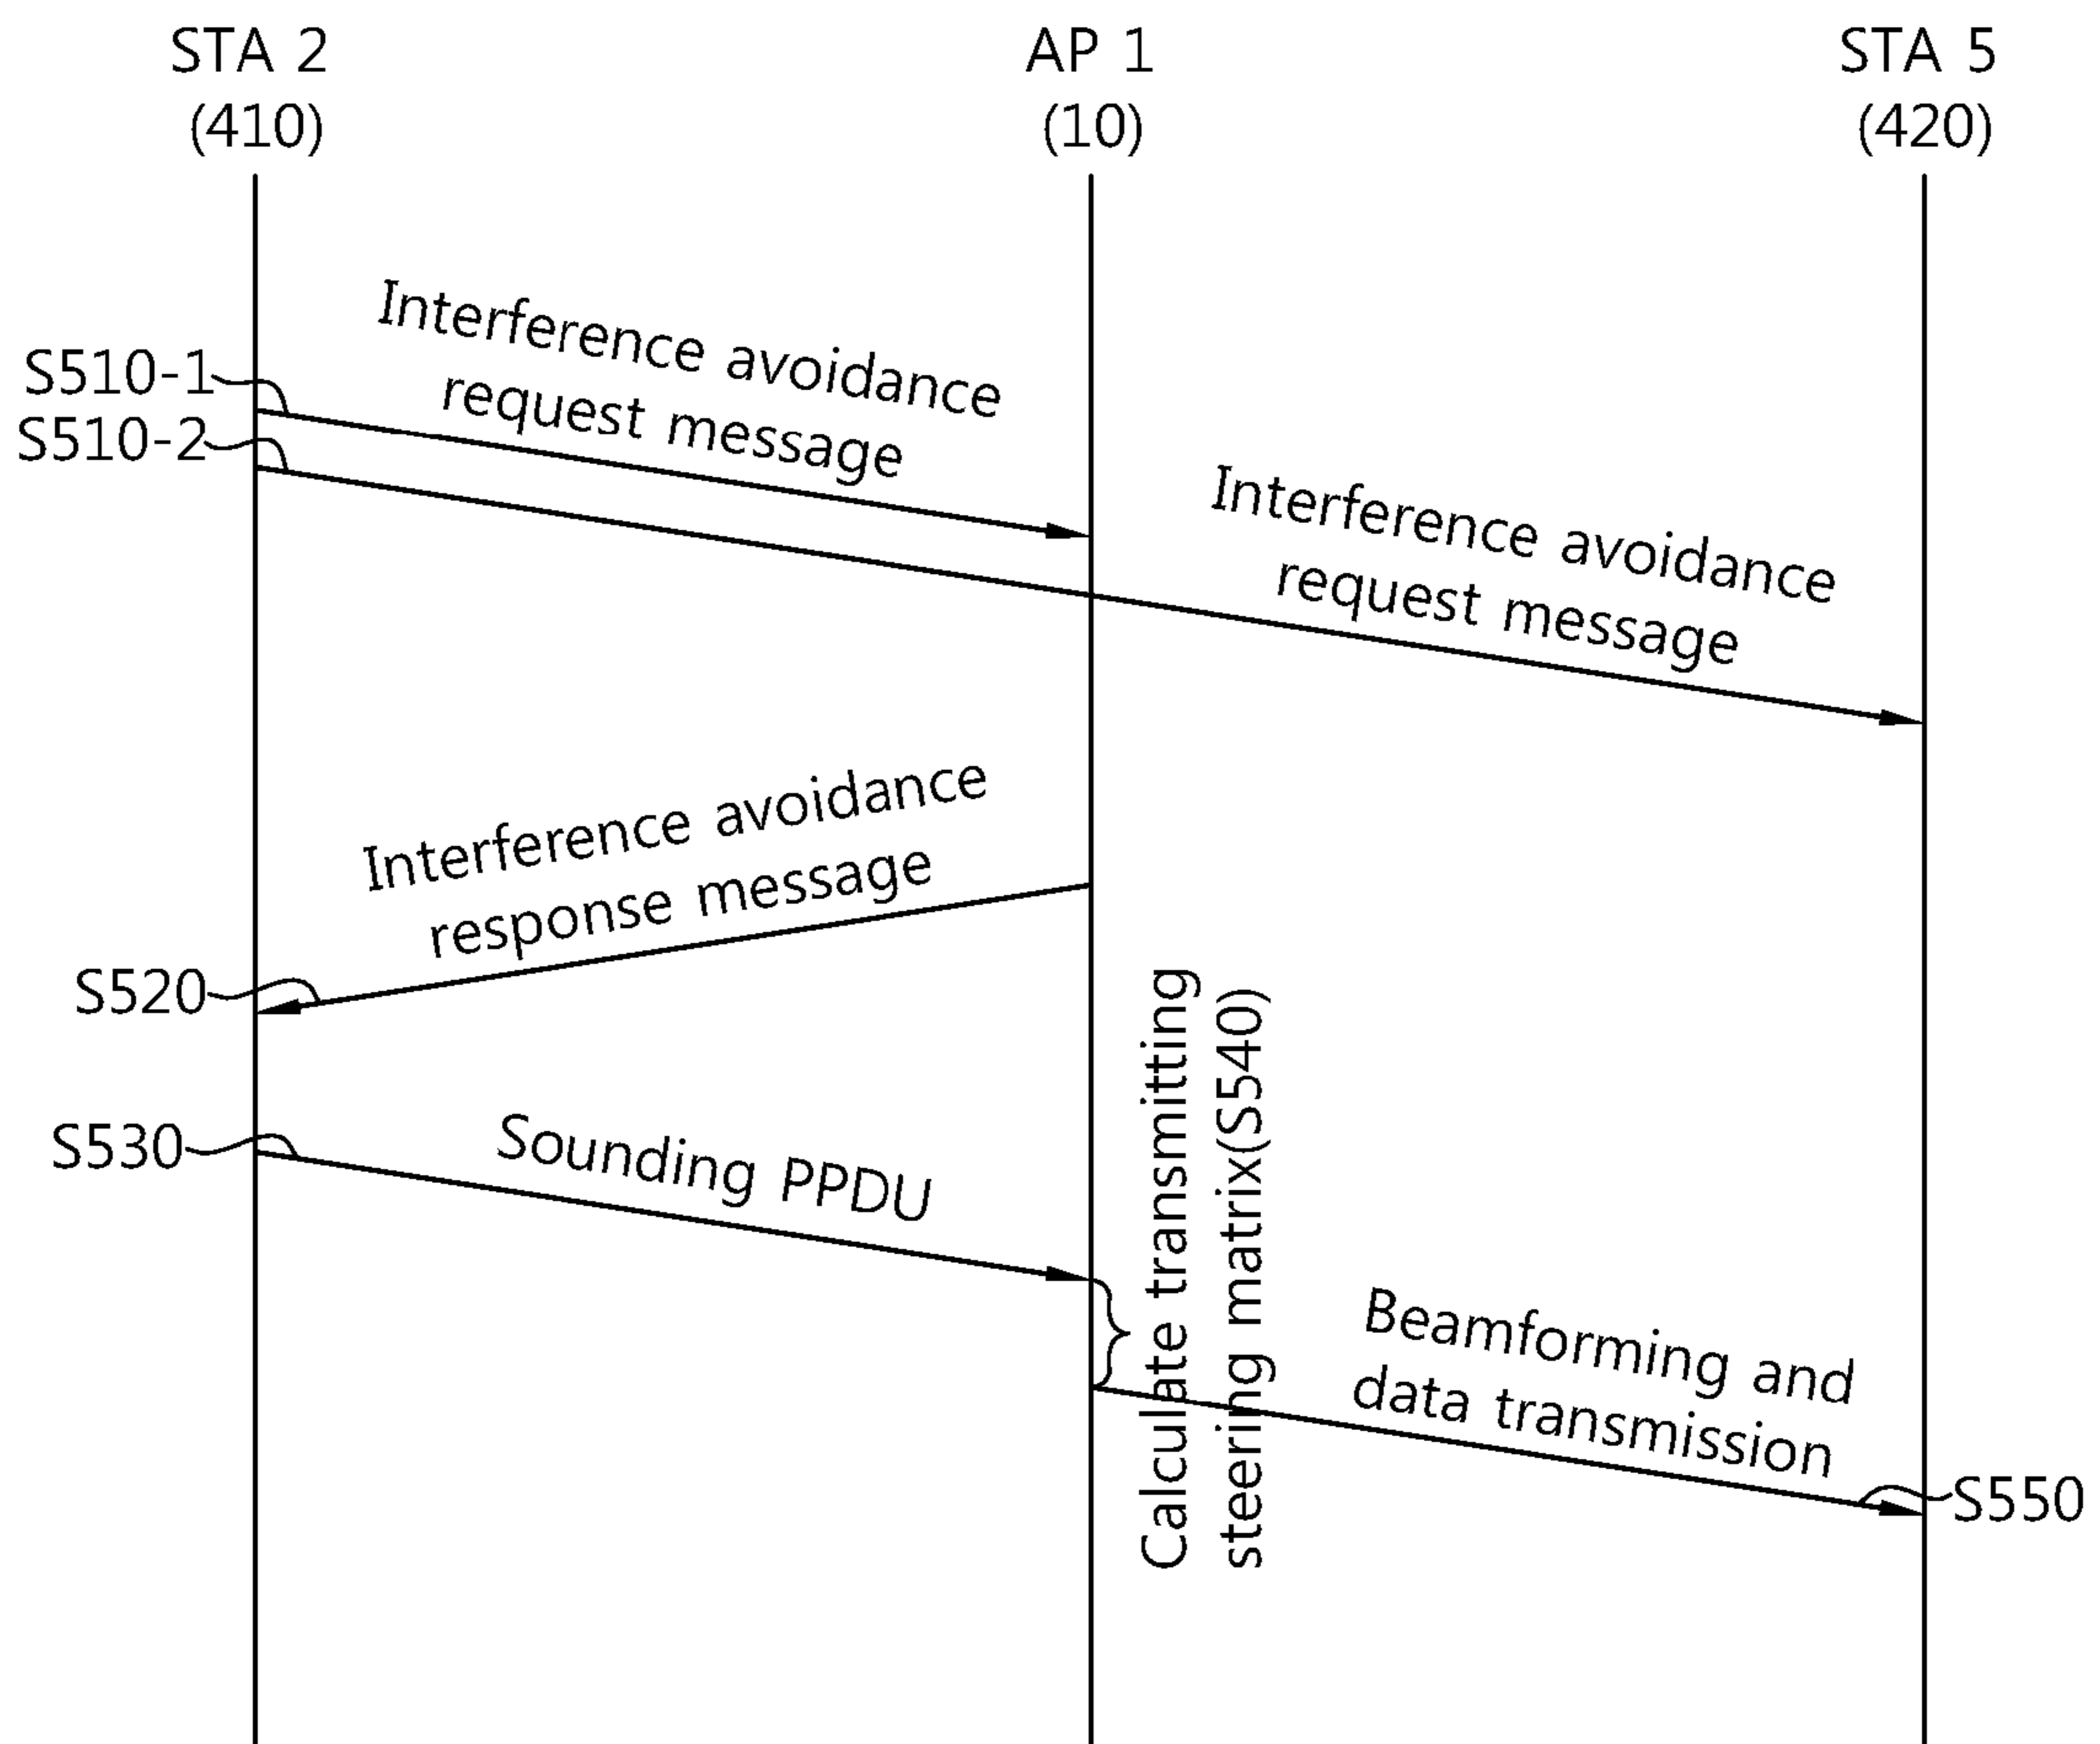 STA 2
(410)
AP 1
(10)
STA 5
(420)
Interference avoidance
request message
S510-1
S510-2
Interference avoidance
request message
Interference avoidance
response message
S520
Calculate transmitting
steering matrix(S540)
S530
Sounding PPDU
Beamforming and
data transmission
S550